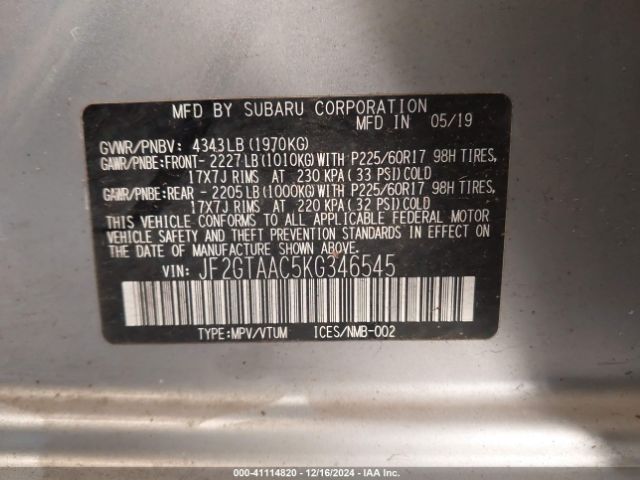 MFD BY SUBARU CORPORATION
MFD IN 05/19
GVWR/PNBV: 4343LB(1970KG)
GAWR/PNBE:FRONT- 2227LB(1010KG)WITH P225/60R17 98H TIRES,
17X7J RIMS AT 230 KPA(33 PSI)COLD
GAWR/PNBE:REAR - 2205LB(1000KG)WITH P225/60R17 98H TIRES,
17X7J RIMS AT 220 KPA(32 PSI)COLD
THIS VEHICLE CONFORMS TO ALL APPLICABLE FEDERAL MOTOR
VEHICLE SAFETY AND THEFT PREVENTION STANDARDS IN EFFECT ON
THE DATE OF MANUFACTURE SHOWN ABOVE.
VIN: JF2GTAAC5KG346545
TYPE:MPV/VTUM ICES/NMB-002
000-41114820 - 12/16/2024 - IAA Inc.